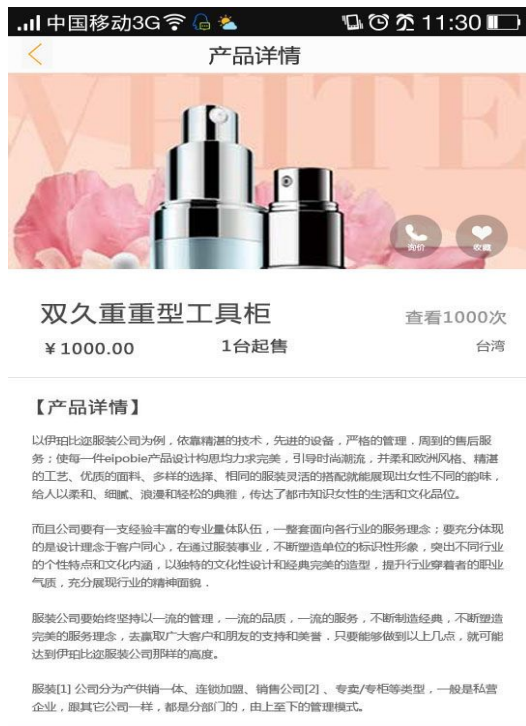 中国移动3G 11:30
产品详情
WHITE
询价 收藏
双久重重型工具柜 查看1000次
¥1000.00 1台起售 台湾
【产品详情】
以伊珀比迩服装公司为例，依靠精湛的技术，先进的设备，严格的管理，周到的售后服
务；使每一件eipobie产品设计构思均力求完美，引导时尚潮流，并柔和欧洲风格、精湛
的工艺、优质的面料、多样的选择、相同的服装灵活的搭配就能展现出女性不同的韵味，
给人以柔和、细腻、浪漫和轻松的典雅，传达了都市知识女性的生活和文化品位。
而且公司要有一支经验丰富的专业量体队伍，一整套面向各行业的服务理念；要充分体现
的是设计理念于客户同心，在通过服装事业，不断塑造单位的标识性形象，突出不同行业
的个性特点和文化内涵，以独特的文化性设计和经典完美的造型，提升行业穿着者的职业
气质，充分展现行业的精神面貌．
服装公司要始终坚持以一流的管理，一流的品质，一流的服务，不断制造经典，不断塑造
完美的服务理念，去赢取广大客户和朋友的支持和美誉．只要能够做到以上几点，就可能
达到伊珀比迩服装公司那样的高度。
服装[1] 公司分为产供销一体、连锁加盟、销售公司[2] 、专卖/专柜等类型，一般是私营
企业，跟其它公司一样，都是分部门的，由上至下的管理模式。